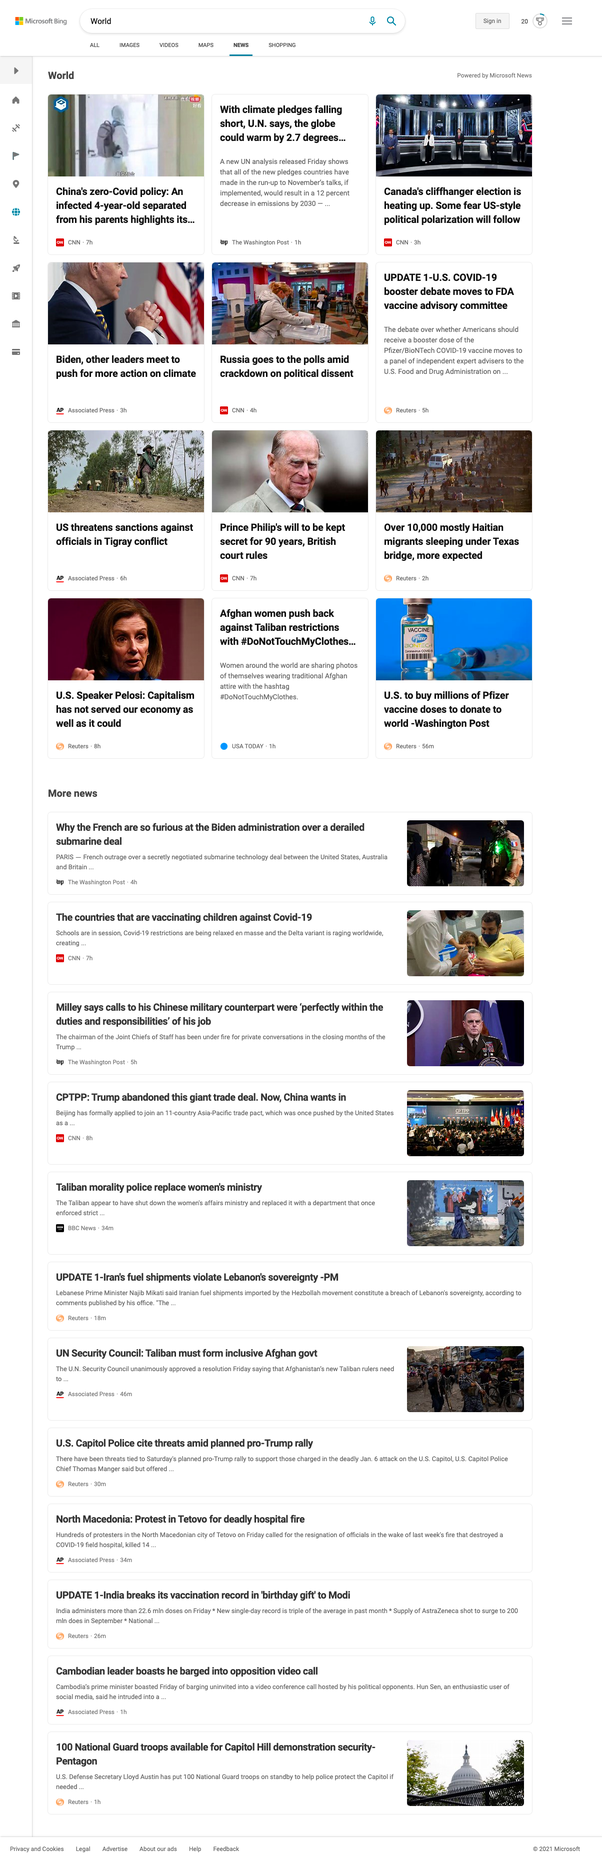 Microsoft Bing
World
Sign in
20
ALL
IMAGES
VIDEOS
MAPS
NEWS
SHOPPING
World
Powered by Microsoft News
China's zero-Covid policy: An
infected 4-year-old separated
from his parents highlights its...
CNN · 7h
With climate pledges falling
short, U.N. says, the globe
could warm by 2.7 degrees...
A new UN analysis released Friday shows
that all of the new pledges countries have
made in the run-up to November's talks, if
implemented, would result in a 12 percent
decrease in emissions by 2030 — ...
wp The Washington Post · 1h
Canada's cliffhanger election is
heating up. Some fear US-style
political polarization will follow
CNN · 3h
Biden, other leaders meet to
push for more action on climate
AP Associated Press · 3h
Russia goes to the polls amid
crackdown on political dissent
CNN · 4h
UPDATE 1-U.S. COVID-19
booster debate moves to FDA
vaccine advisory committee
The debate over whether Americans should
receive a booster dose of the
Pfizer/BioNTech COVID-19 vaccine moves to
a panel of independent expert advisers to the
U.S. Food and Drug Administration on ...
Reuters · 5h
US threatens sanctions against
officials in Tigray conflict
AP Associated Press · 6h
Prince Philip's will to be kept
secret for 90 years, British
court rules
CNN · 7h
Over 10,000 mostly Haitian
migrants sleeping under Texas
bridge, more expected
Reuters · 2h
U.S. Speaker Pelosi: Capitalism
has not served our economy as
well as it could
Reuters · 8h
Afghan women push back
against Taliban restrictions
with #DoNotTouchMyClothes...
Women around the world are sharing photos
of themselves wearing traditional Afghan
attire with the hashtag
#DoNotTouchMyClothes.
USA TODAY · 1h
VACCINE
U.S. to buy millions of Pfizer
vaccine doses to donate to
world -Washington Post
Reuters · 56m
More news
Why the French are so furious at the Biden administration over a derailed
submarine deal
PARIS — French outrage over a secretly negotiated submarine technology deal between the United States, Australia
and Britain ...
wp The Washington Post · 4h
The countries that are vaccinating children against Covid-19
Schools are in session, Covid-19 restrictions are being relaxed en masse and the Delta variant is raging worldwide,
creating ...
CNN · 7h
Milley says calls to his Chinese military counterpart were 'perfectly within the
duties and responsibilities' of his job
The chairman of the Joint Chiefs of Staff has been under fire for private conversations in the closing months of the
Trump ...
wp The Washington Post · 5h
CPTPP: Trump abandoned this giant trade deal. Now, China wants in
Beijing has formally applied to join an 11-country Asia-Pacific trade pact, which was once pushed by the United States
as a ...
CNN · 8h
CPTPP
Taliban morality police replace women's ministry
The Taliban appear to have shut down the women's affairs ministry and replaced it with a department that once
enforced strict ...
BBC News · 34m
UPDATE 1-Iran's fuel shipments violate Lebanon's sovereignty -PM
Lebanese Prime Minister Najib Mikati said Iranian fuel shipments imported by the Hezbollah movement constitute a breach of Lebanon's sovereignty, according to
comments published by his office. "The ...
Reuters · 18m
UN Security Council: Taliban must form inclusive Afghan govt
The U.N. Security Council unanimously approved a resolution Friday saying that Afghanistan's new Taliban rulers need
to ...
AP Associated Press · 46m
U.S. Capitol Police cite threats amid planned pro-Trump rally
There have been threats tied to Saturday's planned pro-Trump rally to support those charged in the deadly Jan. 6 attack on the U.S. Capitol, U.S. Capitol Police
Chief Thomas Manger said but offered ...
Reuters · 30m
North Macedonia: Protest in Tetovo for deadly hospital fire
Hundreds of protesters in the North Macedonian city of Tetovo on Friday called for the resignation of officials in the wake of last week's fire that destroyed a
COVID-19 field hospital, killed 14 ...
AP Associated Press · 34m
UPDATE 1-India breaks its vaccination record in 'birthday gift' to Modi
India administers more than 22.6 mln doses on Friday * New single-day record is triple of the average in past month * Supply of AstraZeneca shot to surge to 200
mln does in September * National ...
Reuters · 26m
Cambodian leader boasts he barged into opposition video call
Cambodia's prime minister boasted Friday of barging uninvited into a video conference call hosted by his political opponents. Hun Sen, an enthusiastic user of
social media, said he intruded into a ...
AP Associated Press · 1h
100 National Guard troops available for Capitol Hill demonstration security-
Pentagon
U.S. Defense Secretary Lloyd Austin has put 100 National Guard troops on standby to help police protect the Capitol if
needed ...
Reuters · 1h
Privacy and Cookies
Legal
Advertise
About our ads
Help
Feedback
© 2021 Microsoft